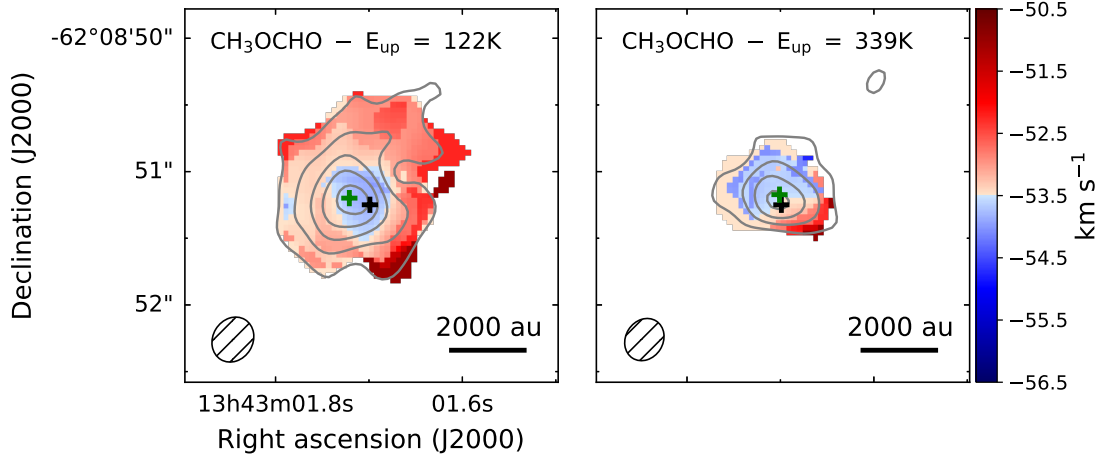 CH₃OCHO − E_up = 122K
CH₃OCHO − E_up = 339K
-62°08'50"
51"
52"
Declination (J2000)
2000 au
2000 au
13h43m01.8s
01.6s
Right ascension (J2000)
−50.5
−51.5
−52.5
−53.5
−54.5
−55.5
−56.5
km s⁻¹